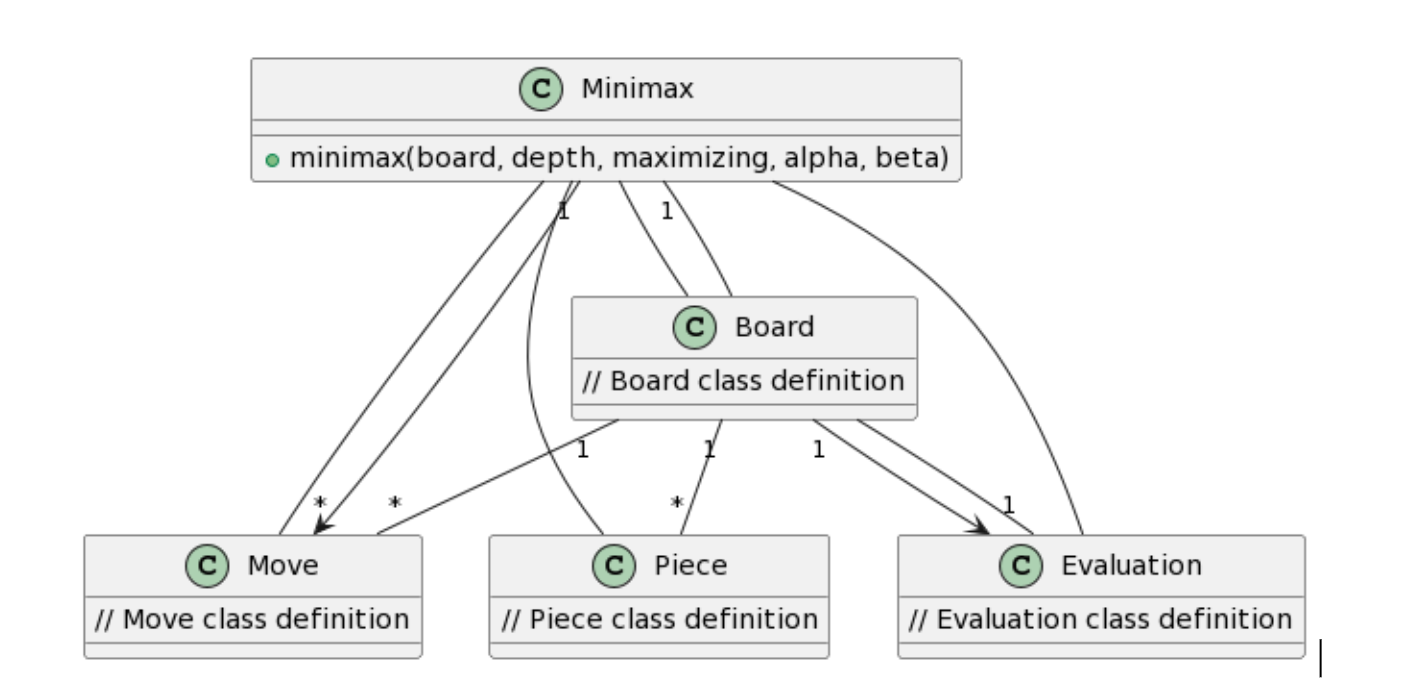 C Minimax
minimax(board, depth, maximizing, alpha, beta)
1 1
C Board
// Board class definition
1 1 1
* * * 1
C Move
// Move class definition
C Piece
// Piece class definition
C Evaluation
// Evaluation class definition